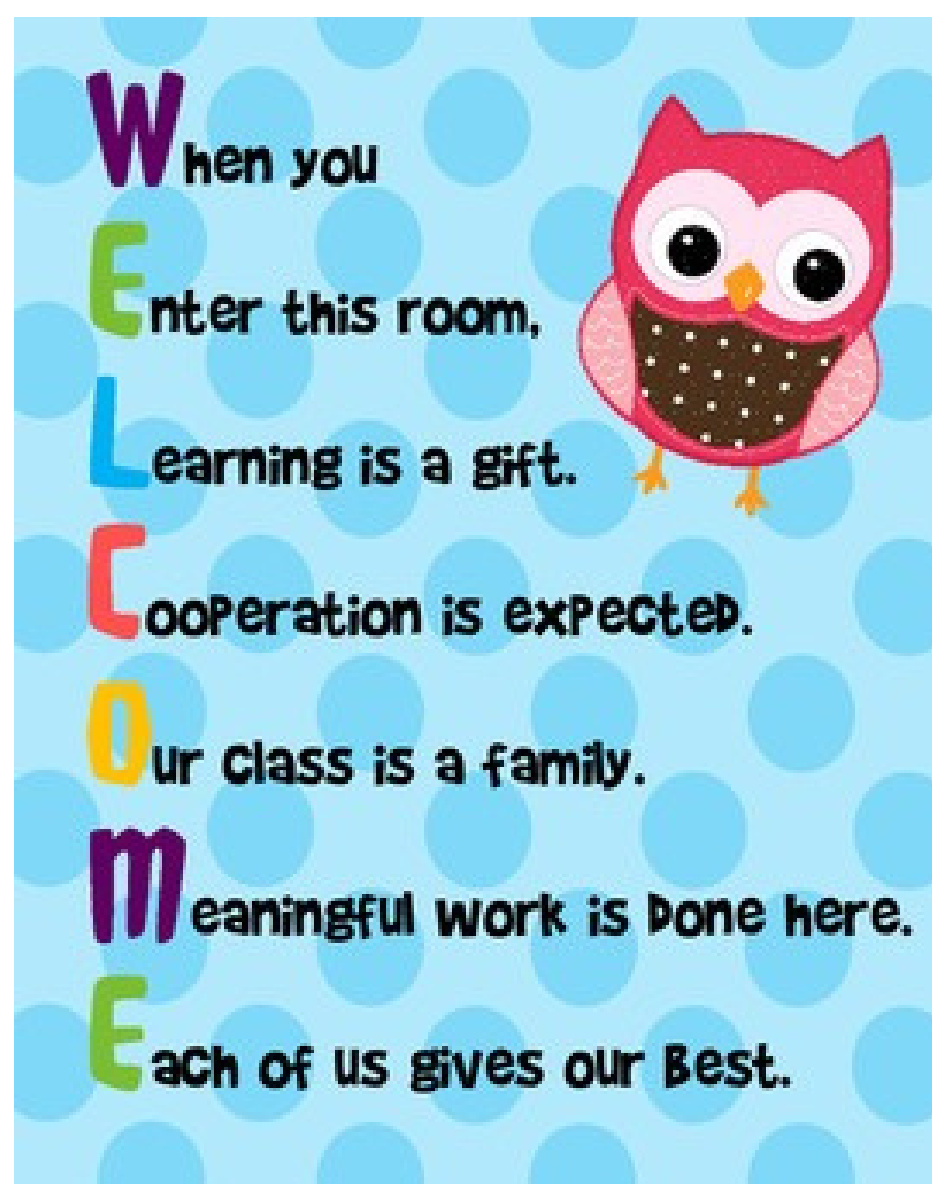 When you
Enter this room,
Learning is a gift.
Cooperation is expected.
Our class is a family.
Meaningful work is done here.
Each of us gives our Best.